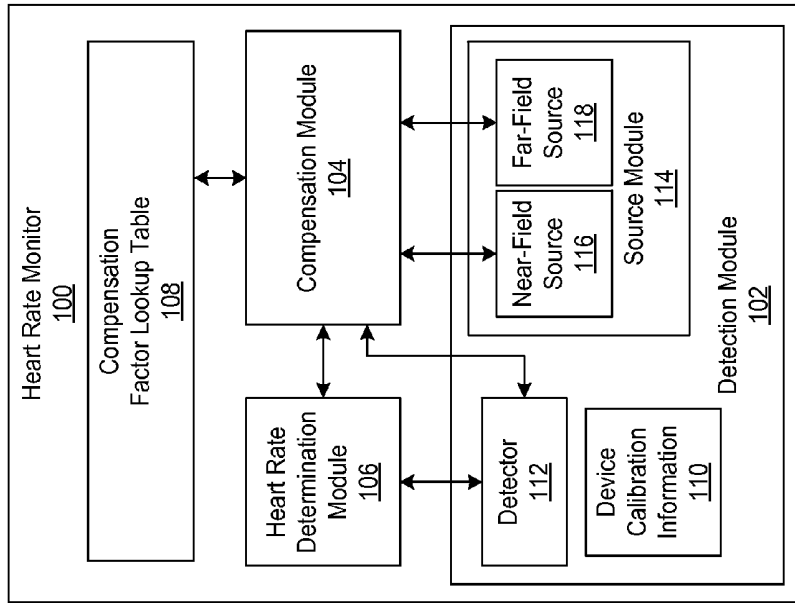 Heart Rate Monitor
100
Compensation
Factor Lookup Table
108
Heart Rate
Determination
Module
106
Compensation Module
104
Detector
112
Device
Calibration
Information
110
Near-Field
Source
116
Far-Field
Source
118
Source Module
114
Detection Module
102